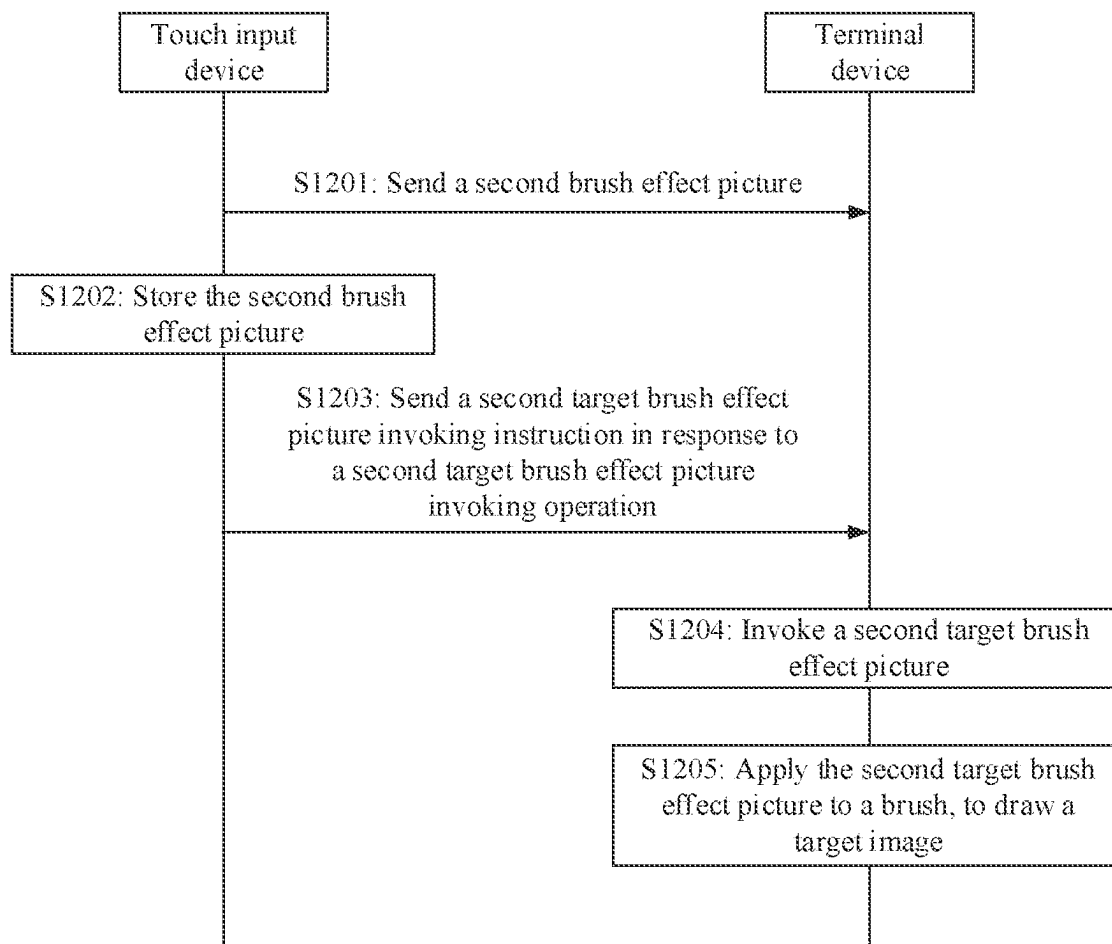 Touch input
device
Terminal
device
S1201: Send a second brush effect picture
S1202: Store the second brush
effect picture
S1203: Send a second target brush effect
picture invoking instruction in response to
a second target brush effect picture
invoking operation
S1204: Invoke a second target brush
effect picture
S1205: Apply the second target brush
effect picture to a brush, to draw a
target image